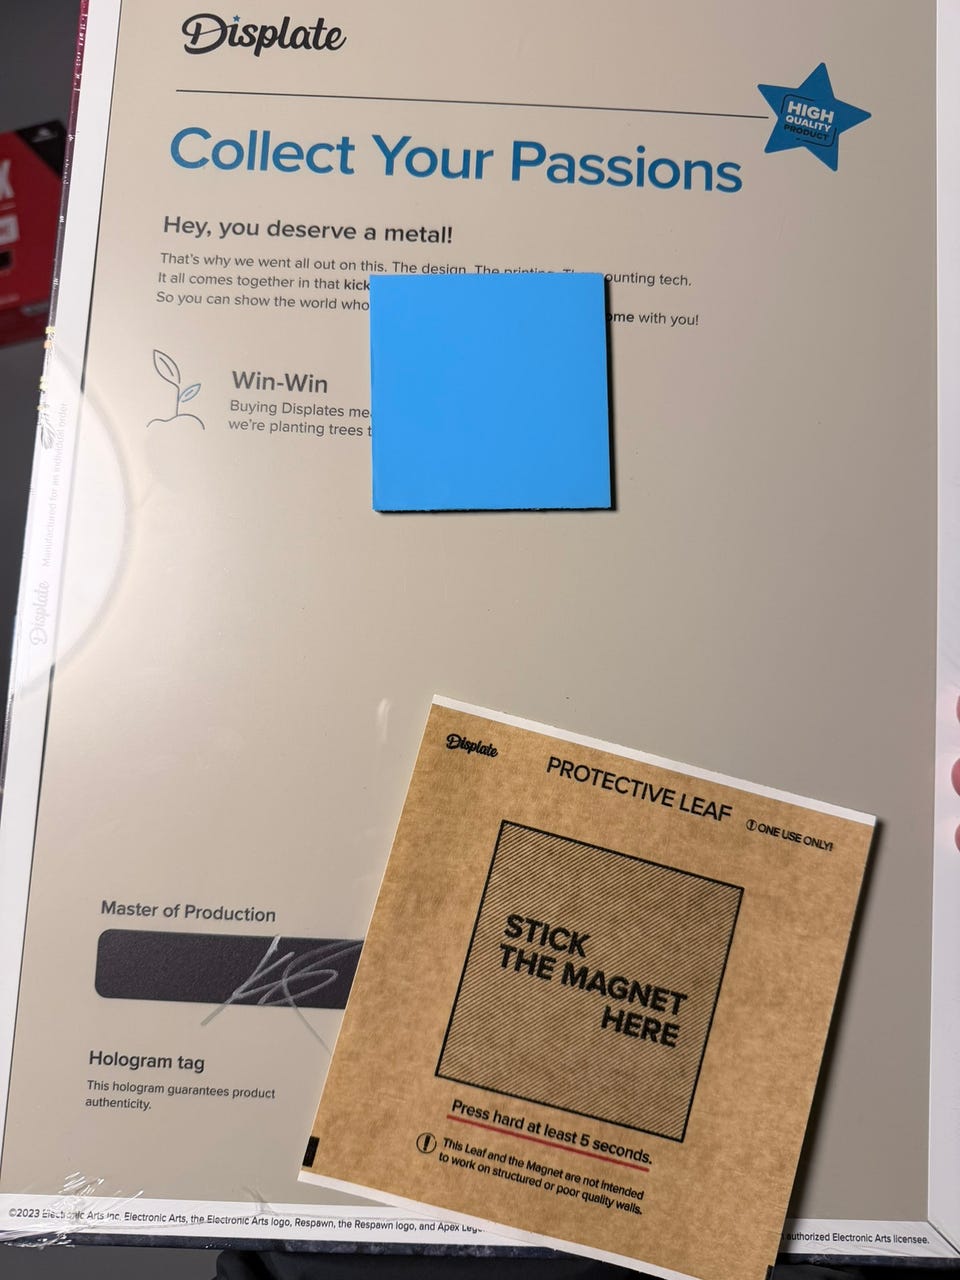 Displate
HIGH
QUALITY
PRODUCT
Collect Your Passions
Hey, you deserve a metal!
That's why we went all out on this. The design. The printing. ounting tech.
It all comes together in that kick
So you can show the world who ome with you!
Win-Win
Buying Displates me
we're planting trees t
Displate Manufactured for an individual order
Displate
PROTECTIVE LEAF
ONE USE ONLY!
STICK
THE MAGNET
HERE
Press hard at least 5 seconds.
This Leaf and the Magnet are not intended
to work on structured or poor quality walls.
Master of Production
Hologram tag
This hologram guarantees product
authenticity.
©2023 Electronic Arts Inc. Electronic Arts, the Electronic Arts logo, Respawn, the Respawn logo, and Apex authorized Electronic Arts licensee.